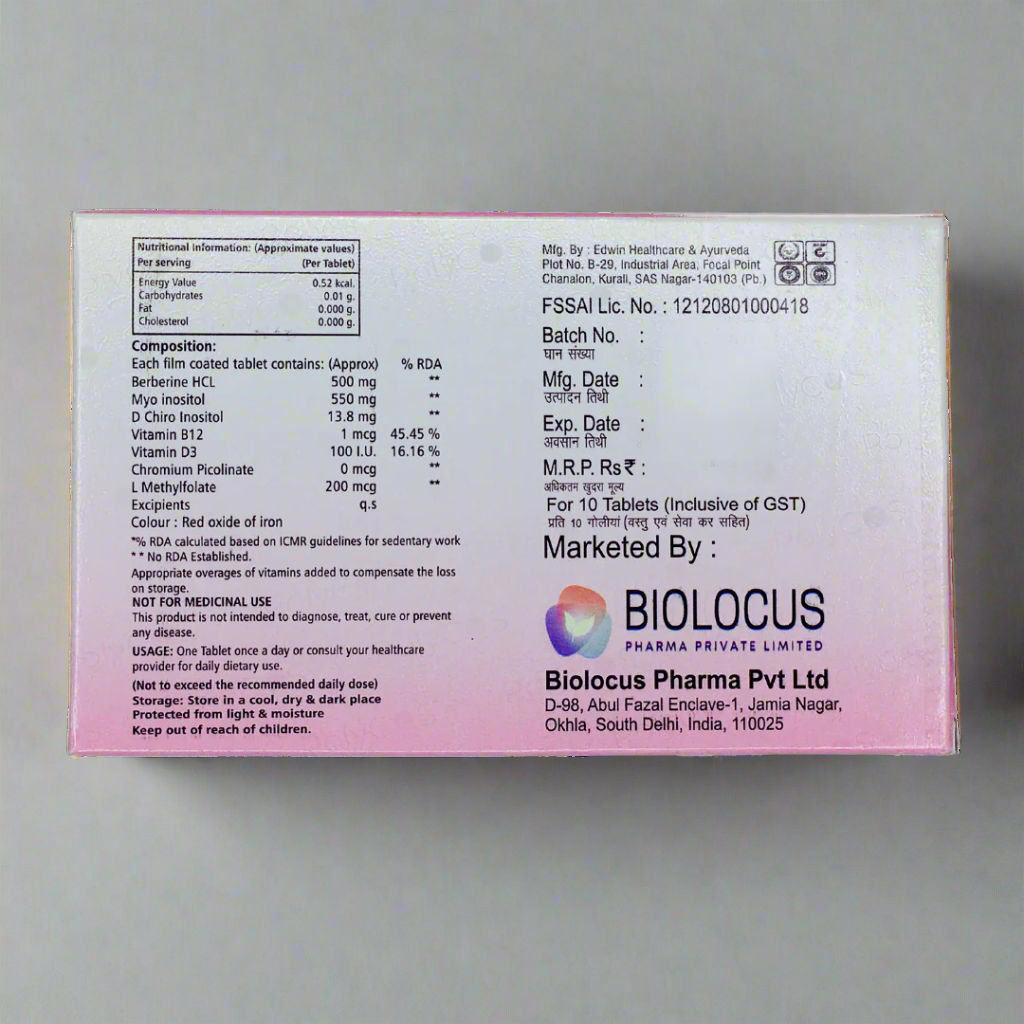 Nutritional Information: (Approximate values)
Per serving (Per Tablet)
Energy Value 0.52 kcal.
Carbohydrates 0.01 g.
Fat 0.000 g.
Cholesterol 0.000 g.
Composition:
Each film coated tablet contains: (Approx) % RDA
Berberine HCL 500 mg **
Myo inositol 550 mg **
D Chiro Inositol 13.8 mg **
Vitamin B12 1 mcg 45.45 %
Vitamin D3 100 I.U. 16.16 %
Chromium Picolinate 0 mcg **
L Methylfolate 200 mcg **
Excipients q.s
Colour : Red oxide of iron
*% RDA calculated based on ICMR guidelines for sedentary work
* * No RDA Established.
Appropriate overages of vitamins added to compensate the loss
on storage.
NOT FOR MEDICINAL USE
This product is not intended to diagnose, treat, cure or prevent
any disease.
USAGE: One Tablet once a day or consult your healthcare
provider for daily dietary use.
(Not to exceed the recommended daily dose)
Storage: Store in a cool, dry & dark place
Protected from light & moisture
Keep out of reach of children.
Mfg. By : Edwin Healthcare & Ayurveda
Plot No. B-29, Industrial Area, Focal Point
Chanalon, Kurali, SAS Nagar-140103 (Pb.)
FSSAI Lic. No. : 12120801000418
Batch No. :
घान संख्या
Mfg. Date :
उत्पादन तिथी
Exp. Date :
अवसान तिथी
M.R.P. Rs₹ :
अधिकतम खुदरा मूल्य
For 10 Tablets (Inclusive of GST)
प्रति 10 गोलीयां (वस्तु एवं सेवा कर सहित)
Marketed By :
BIOLOCUS
PHARMA PRIVATE LIMITED
Biolocus Pharma Pvt Ltd
D-98, Abul Fazal Enclave-1, Jamia Nagar,
Okhla, South Delhi, India, 110025